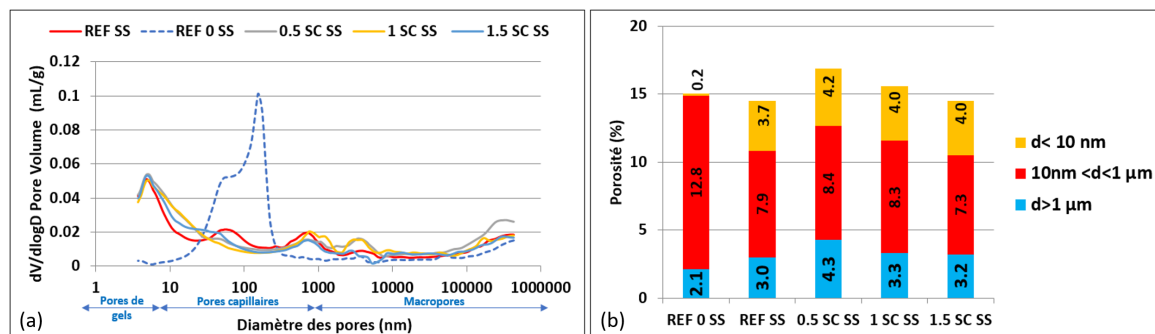 REF SS REF 0 SS 0.5 SC SS 1 SC SS 1.5 SC SS
dV/dlogD Pore Volume (mL/g)
0.12
0.1
0.08
0.06
0.04
0.02
0
1 10 100 1000 10000 100000 1000000
Pores de gels Pores capillaires Macropores
Diamètre des pores (nm)
(a)
Porosité (%)
20
15
10
5
0
0.2 3.7 4.2 4.0 4.0
12.8 7.9 8.4 8.3 7.3
2.1 3.0 4.3 3.3 3.2
REF 0 SS REF SS 0.5 SC SS 1 SC SS 1.5 SC SS
d< 10 nm
10nm <d<1 µm
d>1 µm
(b)